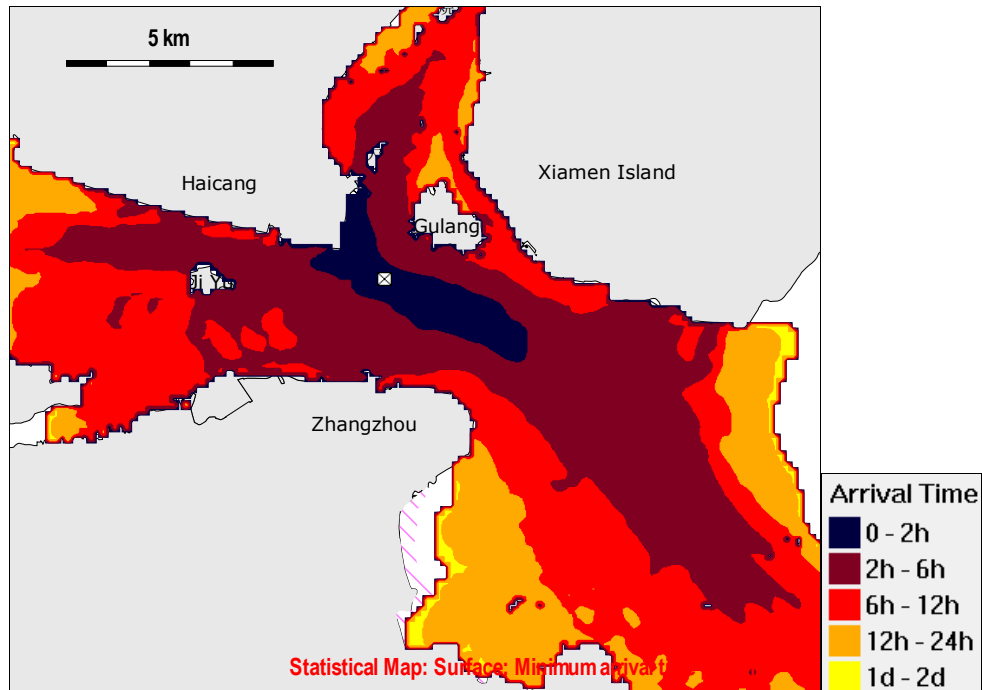 5 km
Xiamen Island
Haicang
Gulang
Zhangzhou
Arrival Time
0 - 2h
2h - 6h
6h - 12h
12h - 24h
1d - 2d
Statistical Map: Surface: Minimum arrival